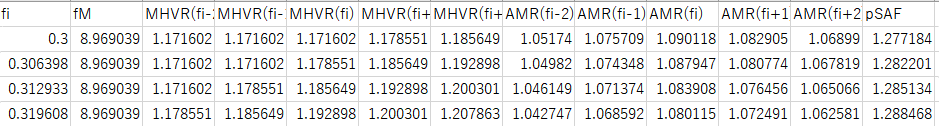 fi fM MHVR(fi-2 MHVR(fi- MHVR(fi) MHVR(fi+ MHVR(fi+ AMR(fi-2) AMR(fi-1) AMR(fi) AMR(fi+1 AMR(fi+2 pSAF
0.3 8.969039 1.171602 1.171602 1.171602 1.178551 1.185649 1.05174 1.075709 1.090118 1.082905 1.06899 1.277184
0.306398 8.969039 1.171602 1.171602 1.178551 1.185649 1.192898 1.04982 1.074348 1.087947 1.080774 1.067819 1.282201
0.312933 8.969039 1.171602 1.178551 1.185649 1.192898 1.200301 1.046149 1.071374 1.083908 1.076456 1.065066 1.285134
0.319608 8.969039 1.178551 1.185649 1.192898 1.200301 1.207863 1.042747 1.068592 1.080115 1.072491 1.062581 1.288468